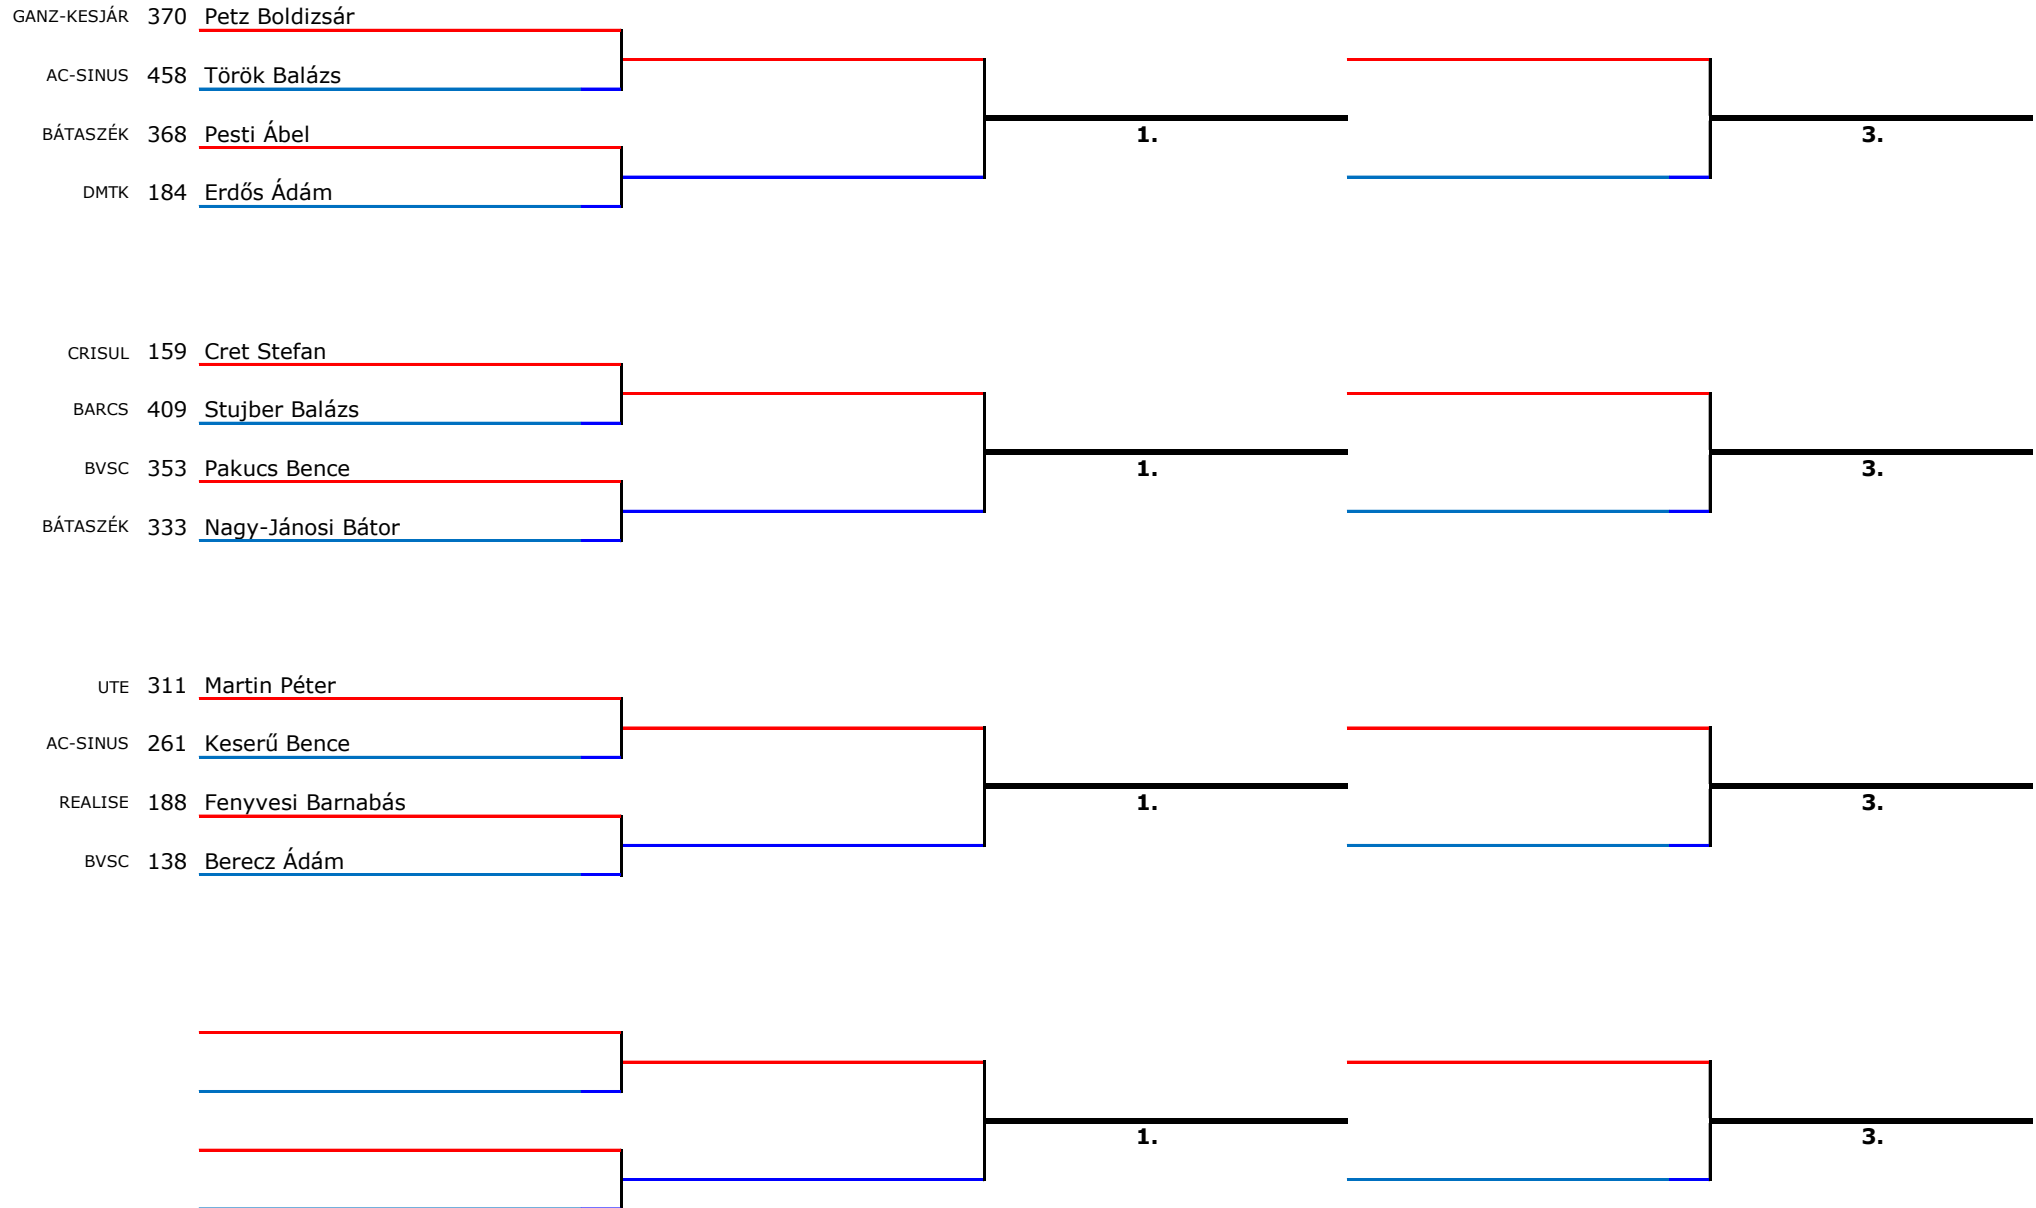 GANZ-KESJÁR 370 Petz Boldizsár
AC-SINUS 458 Török Balázs
BÁTASZÉK 368 Pesti Ábel 1. 3.
DMTK 184 Erdős Ádám
CRISUL 159 Cret Stefan
BARCS 409 Stujber Balázs
BVSC 353 Pakucs Bence 1. 3.
BÁTASZÉK 333 Nagy-Jánosi Bátor
UTE 311 Martin Péter
AC-SINUS 261 Keserű Bence
REALISE 188 Fenyvesi Barnabás 1. 3.
BVSC 138 Berecz Ádám
1. 3.